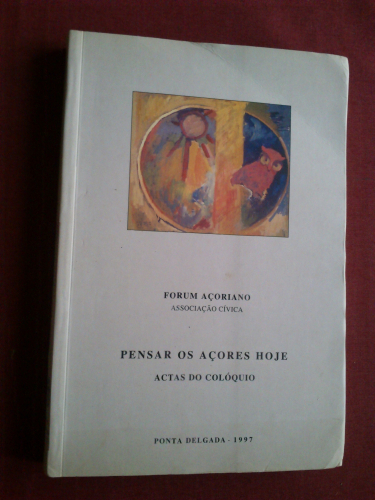 FORUM AÇORIANO
ASSOCIAÇÃO CÍVICA
PENSAR OS AÇORES HOJE
ACTAS DO COLÓQUIO
PONTA DELGADA - 1997